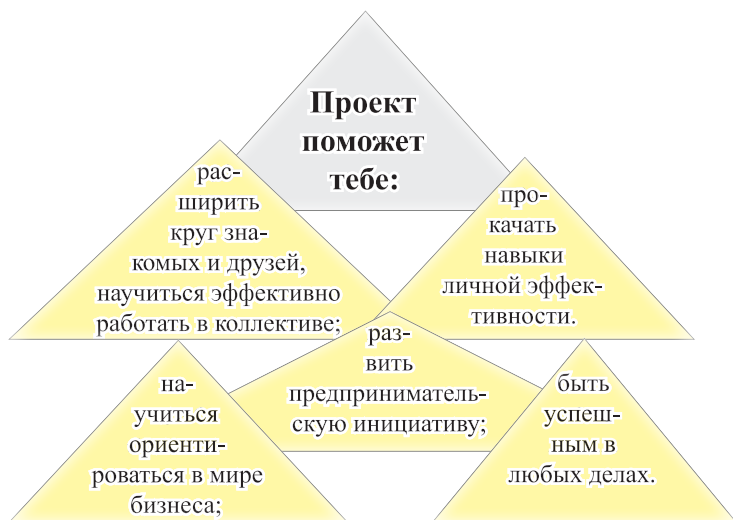 Проект
поможет
тебе:
рас-
ширить
круг зна-
комых и друзей,
научиться эффективно
работать в коллективе;
про-
качать
навыки
личной эффек-
тивности.
раз-
вить
предприниматель-
скую инициативу;
на-
учиться
ориенти-
роваться в мире
бизнеса;
быть
успеш-
ным в
любых делах.